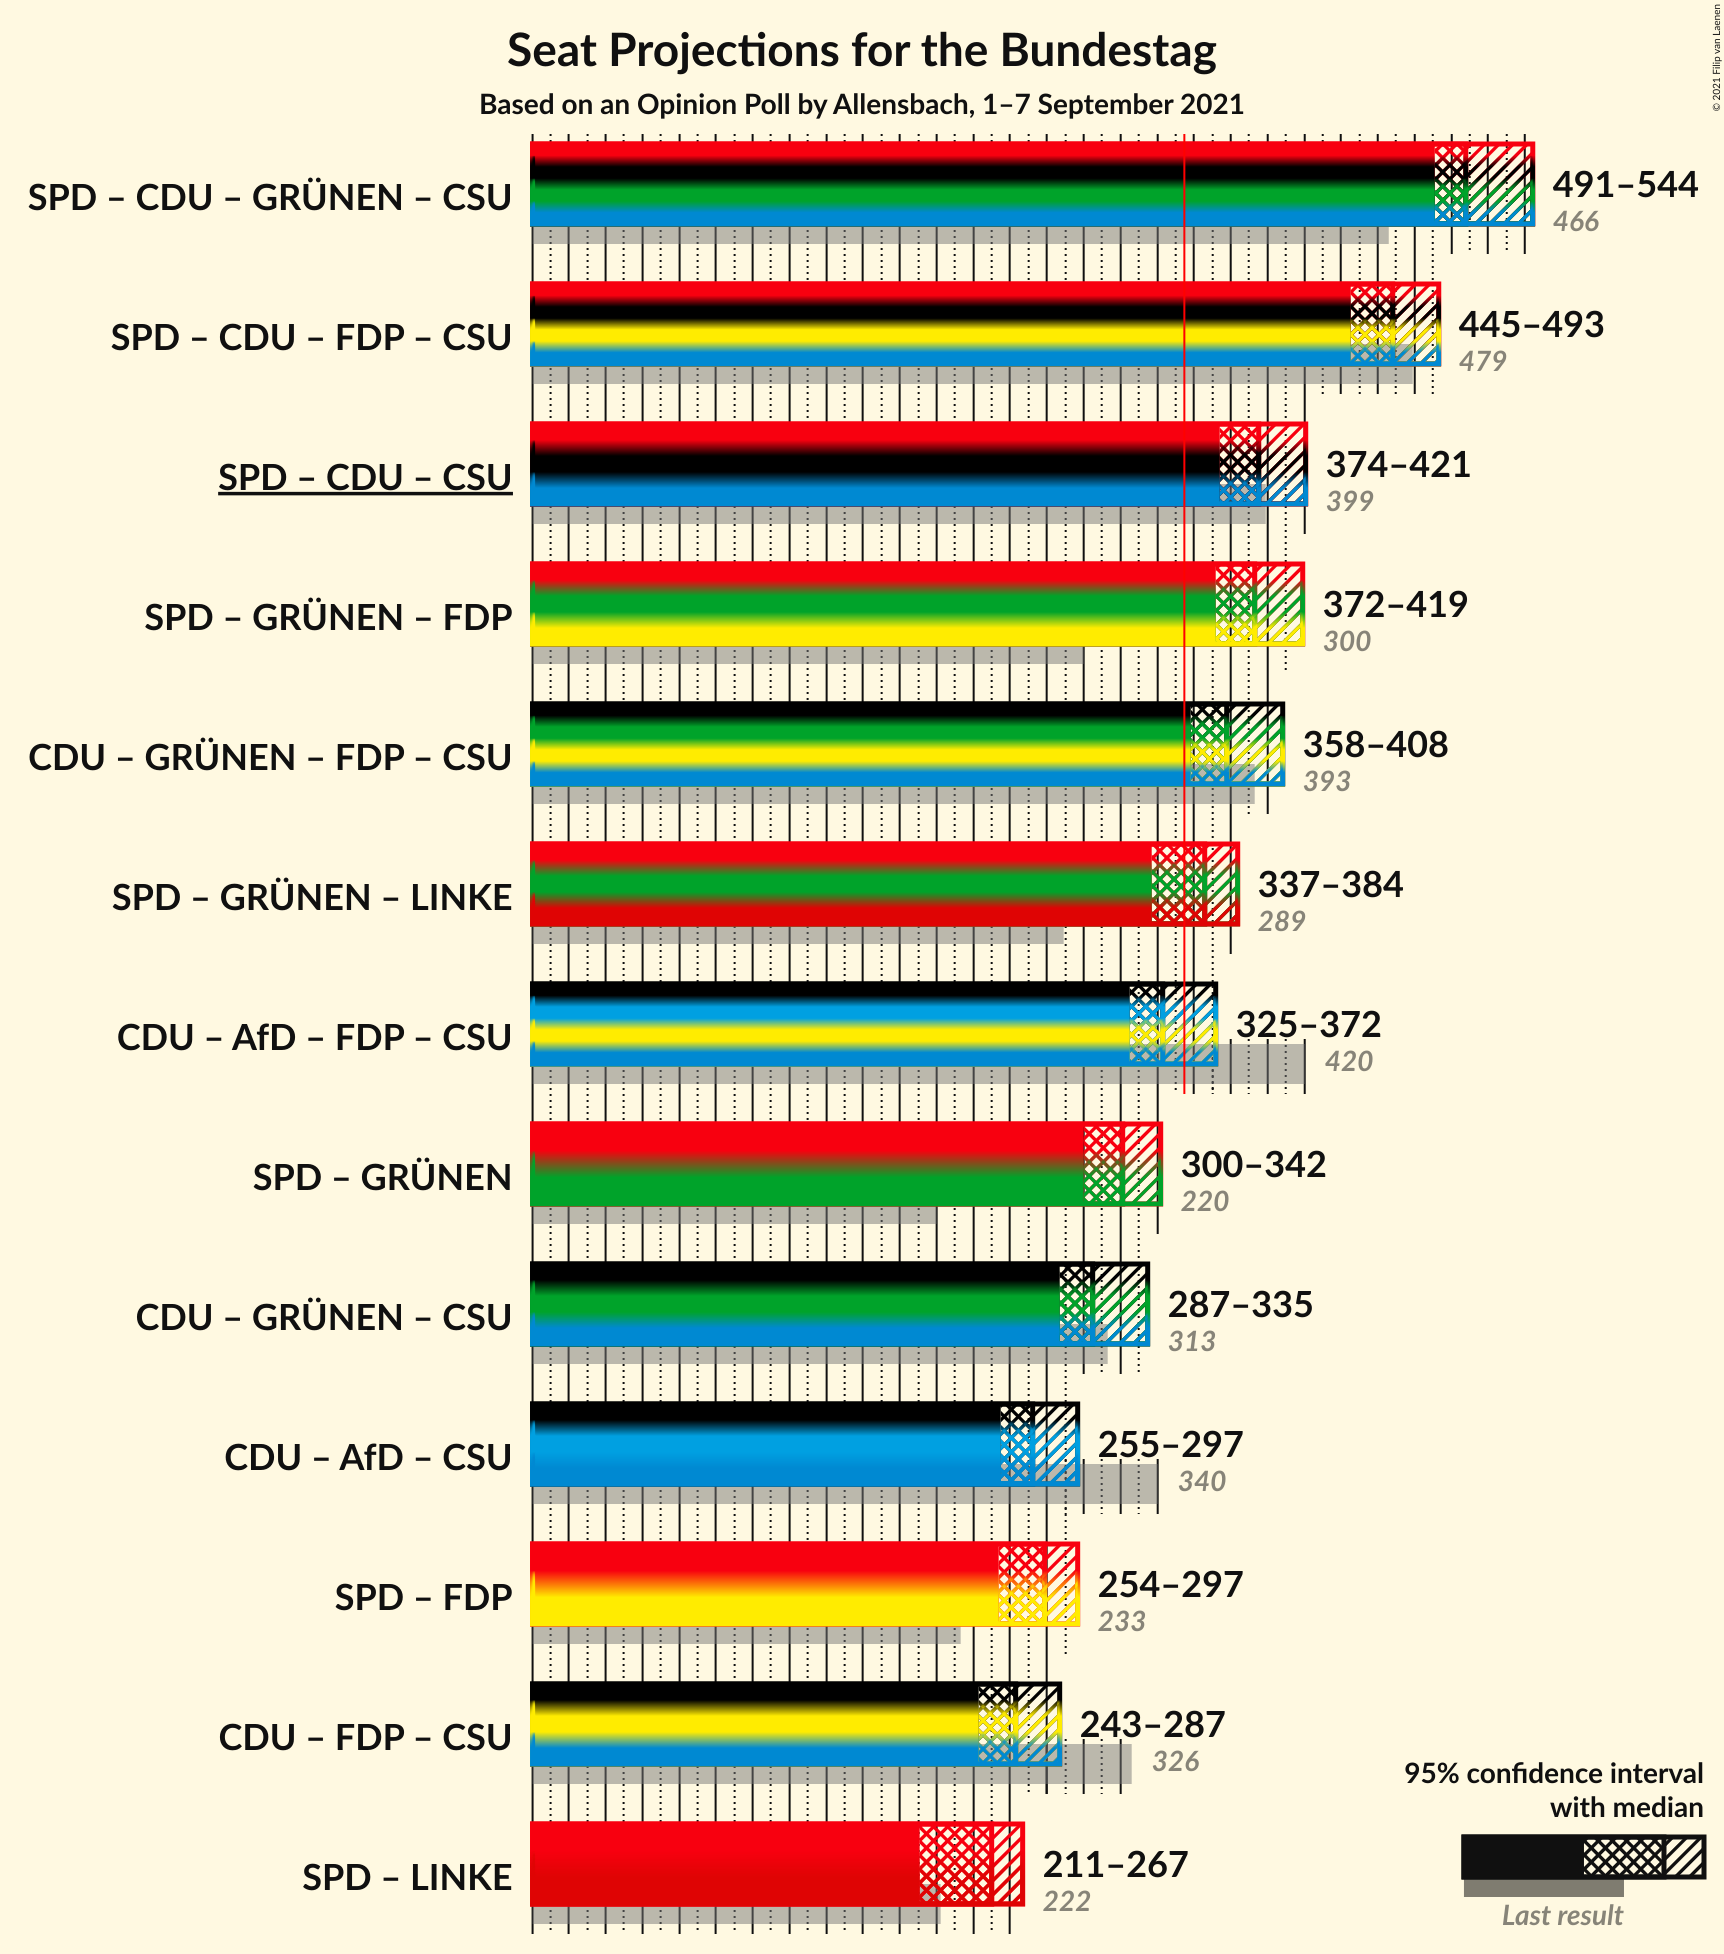 Seat Projections for the Bundestag
Based on an Opinion Poll by Allensbach, 1–7 September 2021
© 2021 Filip van Laenen
SPD – CDU – GRÜNEN – CSU
491–544
466
SPD – CDU – FDP – CSU
445–493
479
SPD – CDU – CSU
374–421
399
SPD – GRÜNEN – FDP
372–419
300
CDU – GRÜNEN – FDP – CSU
358–408
393
SPD – GRÜNEN – LINKE
337–384
289
CDU – AfD – FDP – CSU
325–372
420
SPD – GRÜNEN
300–342
220
CDU – GRÜNEN – CSU
287–335
313
CDU – AfD – CSU
255–297
340
SPD – FDP
254–297
233
CDU – FDP – CSU
243–287
326
SPD – LINKE
211–267
222
95% confidence interval
with median
Last result